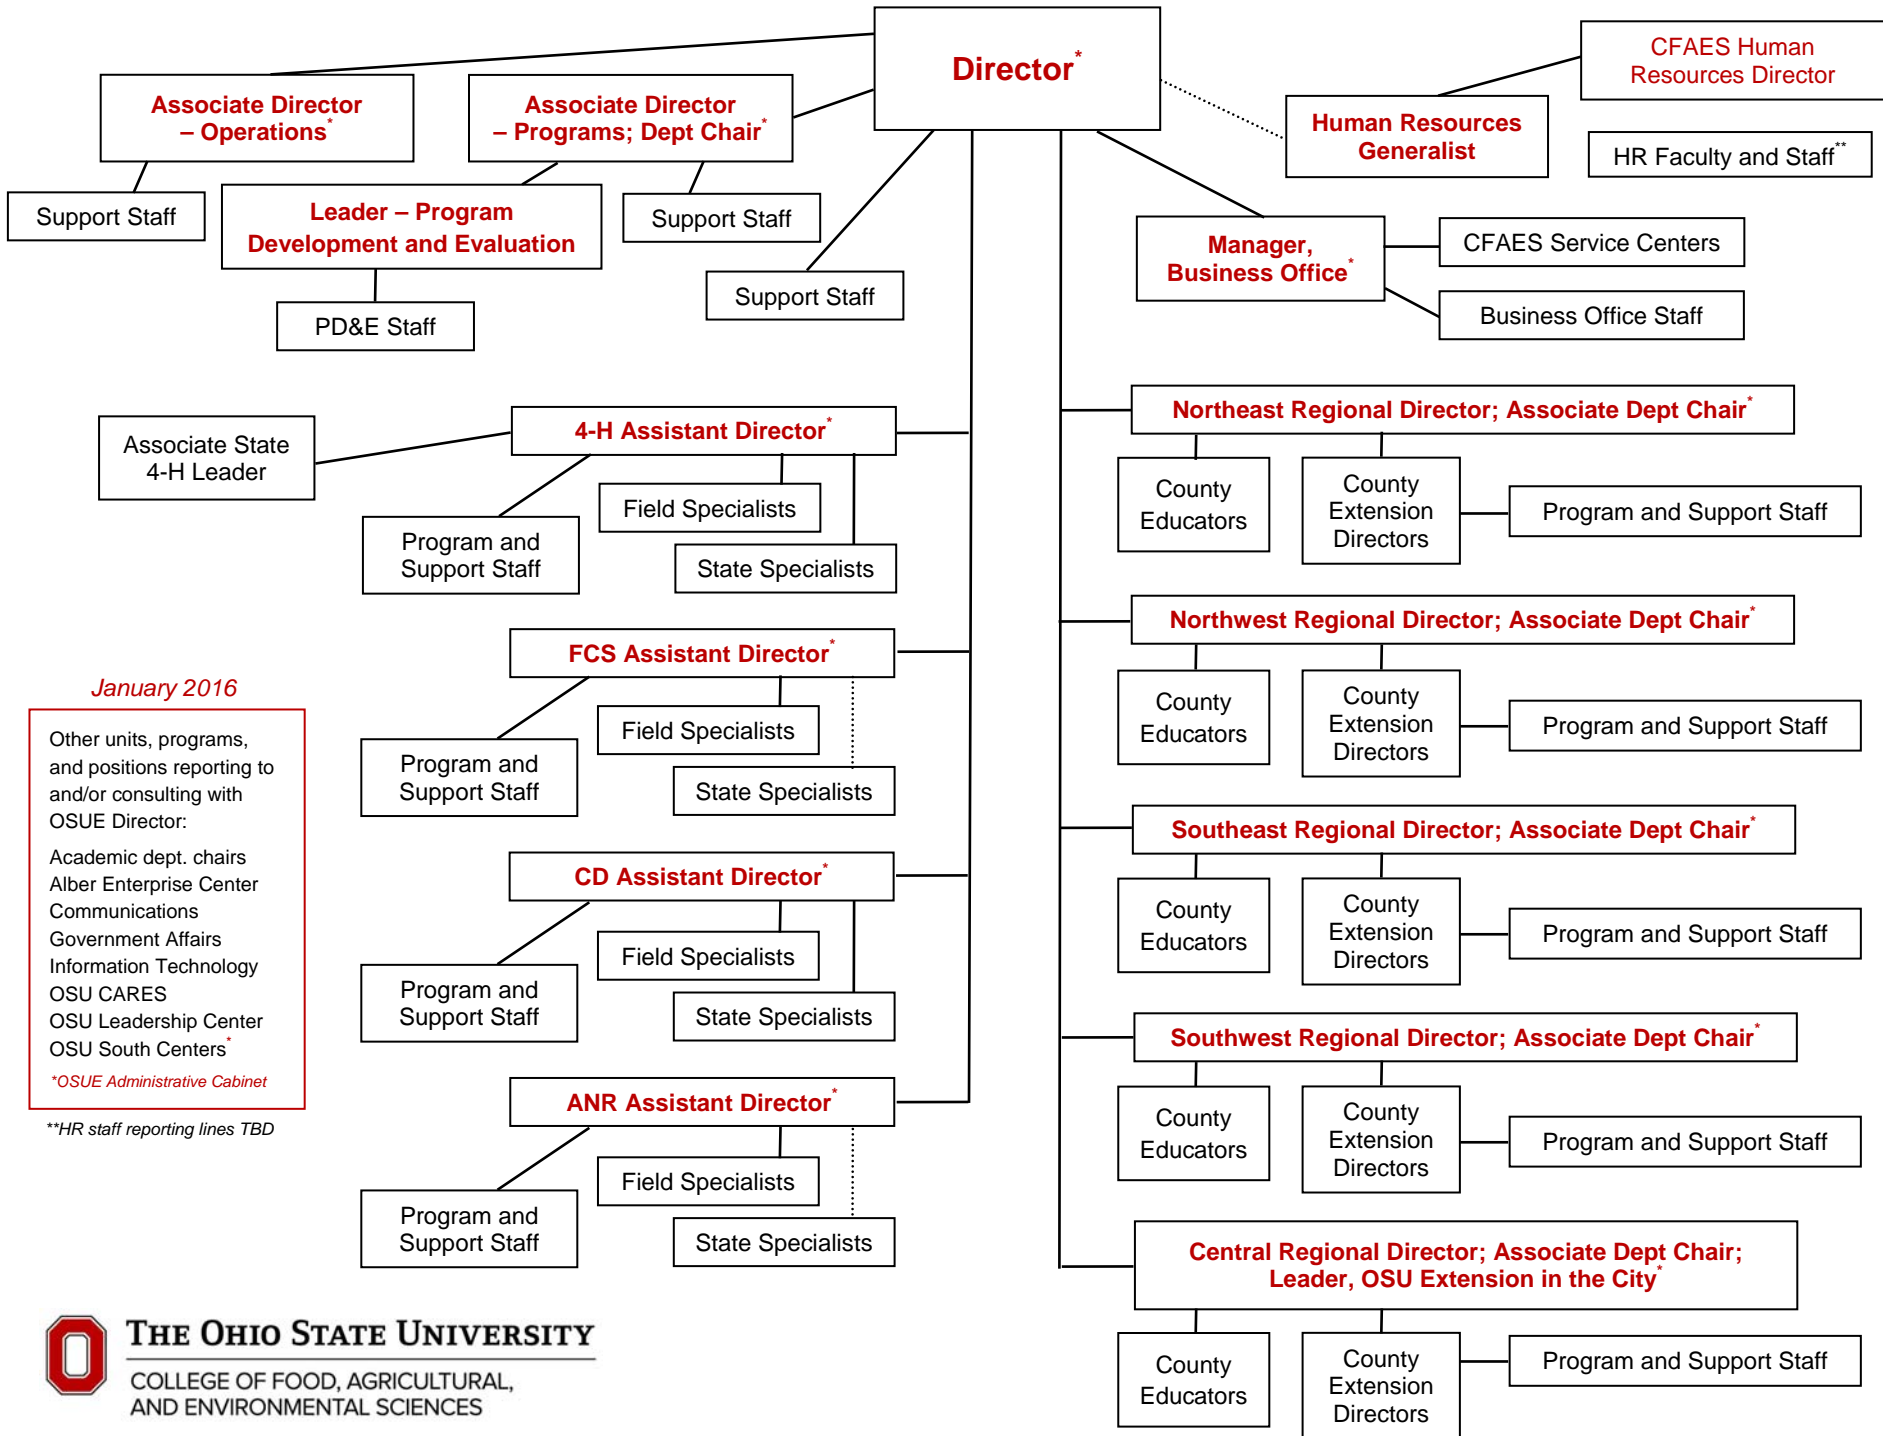 Director*
CFAES Human
Resources Director
Associate Director
– Operations*
Associate Director
– Programs; Dept Chair*
Human Resources
Generalist
HR Faculty and Staff**
Support Staff
Leader – Program
Development and Evaluation
Support Staff
Manager,
Business Office*
CFAES Service Centers
Support Staff
PD&E Staff
Business Office Staff
4-H Assistant Director*
Associate State
4-H Leader
Field Specialists
Program and
Support Staff
State Specialists
FCS Assistant Director*
Field Specialists
Program and
Support Staff
State Specialists
CD Assistant Director*
Field Specialists
Program and
Support Staff
State Specialists
ANR Assistant Director*
Field Specialists
Program and
Support Staff
State Specialists
Northeast Regional Director; Associate Dept Chair*
County
Educators
County
Extension
Directors
Program and Support Staff
Northwest Regional Director; Associate Dept Chair*
County
Educators
County
Extension
Directors
Program and Support Staff
Southeast Regional Director; Associate Dept Chair*
County
Educators
County
Extension
Directors
Program and Support Staff
Southwest Regional Director; Associate Dept Chair*
County
Educators
County
Extension
Directors
Program and Support Staff
Central Regional Director; Associate Dept Chair;
Leader, OSU Extension in the City*
County
Educators
County
Extension
Directors
Program and Support Staff
January 2016
Other units, programs,
and positions reporting to
and/or consulting with
OSUE Director:
Academic dept. chairs
Alber Enterprise Center
Communications
Government Affairs
Information Technology
OSU CARES
OSU Leadership Center
OSU South Centers*
*OSUE Administrative Cabinet
**HR staff reporting lines TBD
THE OHIO STATE UNIVERSITY
COLLEGE OF FOOD, AGRICULTURAL,
AND ENVIRONMENTAL SCIENCES